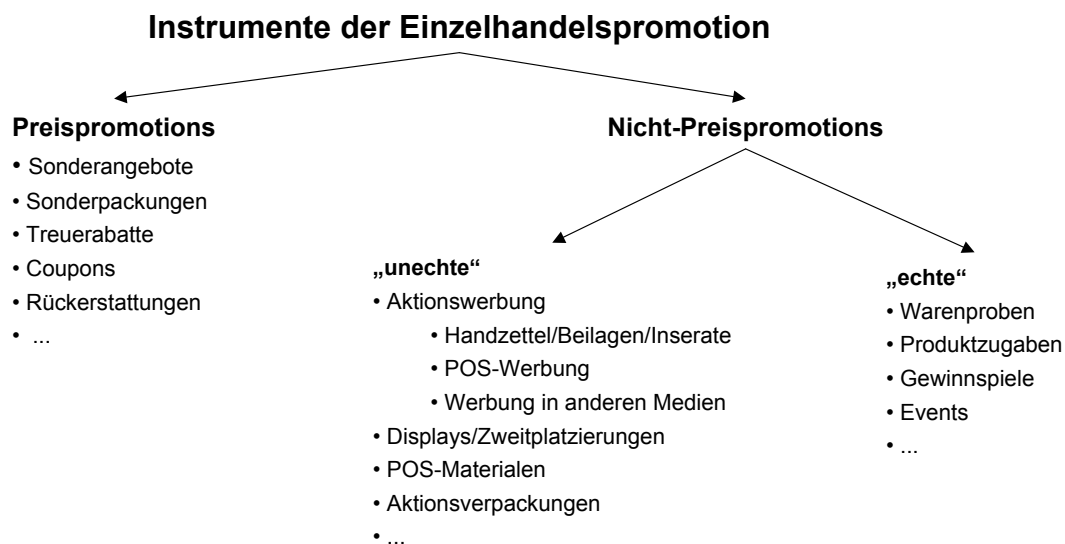 Instrumente der Einzelhandelspromotion
Preispromotions
• Sonderangebote
• Sonderpackungen
• Treuerabatte
• Coupons
• Rückerstattungen
• ...
Nicht-Preispromotions
„unechte“
• Aktionswerbung
• Handzettel/Beilagen/Inserate
• POS-Werbung
• Werbung in anderen Medien
• Displays/Zweitplatzierungen
• POS-Materialen
• Aktionsverpackungen
• ...
„echte“
• Warenproben
• Produktzugaben
• Gewinnspiele
• Events
• ...